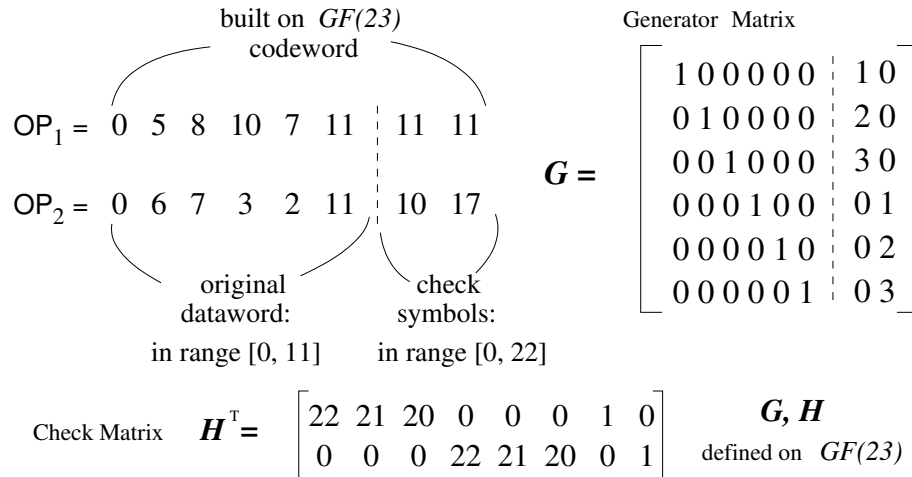 built on GF(23)
codeword
OP1 = 0 5 8 10 7 11 11 11
OP2 = 0 6 7 3 2 11 10 17
original
dataword:
in range [0, 11]
check
symbols:
in range [0, 22]
Generator Matrix
G =
1 0 0 0 0 0 1 0
0 1 0 0 0 0 2 0
0 0 1 0 0 0 3 0
0 0 0 1 0 0 0 1
0 0 0 0 1 0 0 2
0 0 0 0 0 1 0 3
Check Matrix H^T =
22 21 20 0 0 0 1 0
0 0 0 22 21 20 0 1
G, H
defined on GF(23)